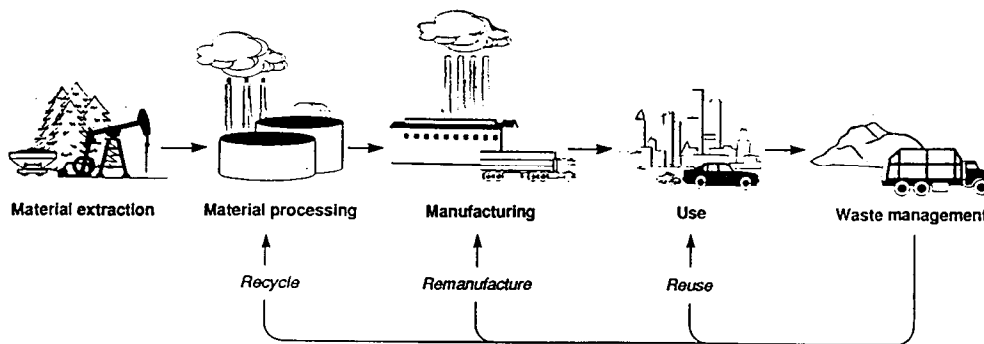 Material extraction
Material processing
Manufacturing
Use
Waste management
Recycle
Remanufacture
Reuse